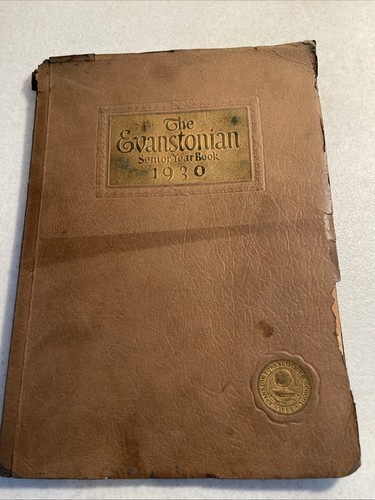 The
Evanstonian
Senior Year Book
1930